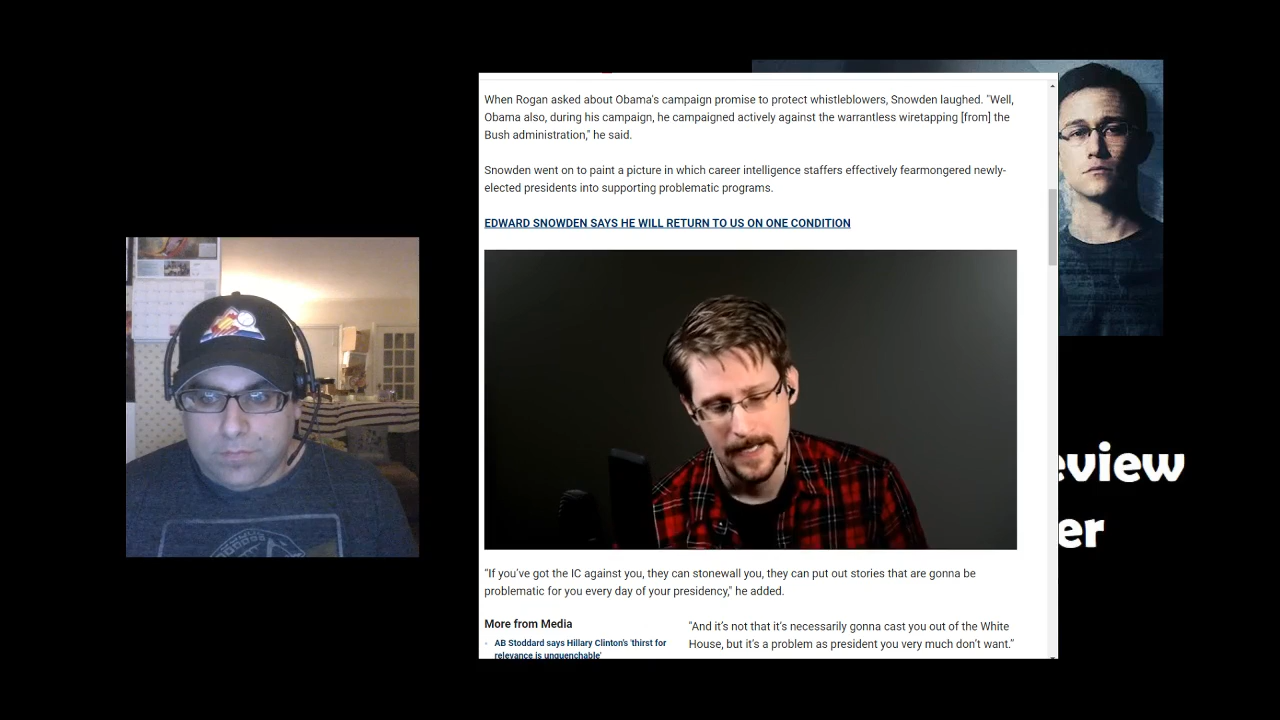 When Rogan asked about Obama's campaign promise to protect whistleblowers, Snowden laughed. "Well,
Obama also, during his campaign, he campaigned actively against the warrantless wiretapping [from] the
Bush administration," he said.
Snowden went on to paint a picture in which career intelligence staffers effectively fearmongered newly-
elected presidents into supporting problematic programs.
EDWARD SNOWDEN SAYS HE WILL RETURN TO US ON ONE CONDITION
eview
er
"If you've got the IC against you, they can stonewall you, they can put out stories that are gonna be
problematic for you every day of your presidency," he added.
More from Media
AB Stoddard says Hillary Clinton's 'thirst for
relevance is unquenchable'
"And it's not that it's necessarily gonna cast you out of the White
House, but it's a problem as president you very much don't want."